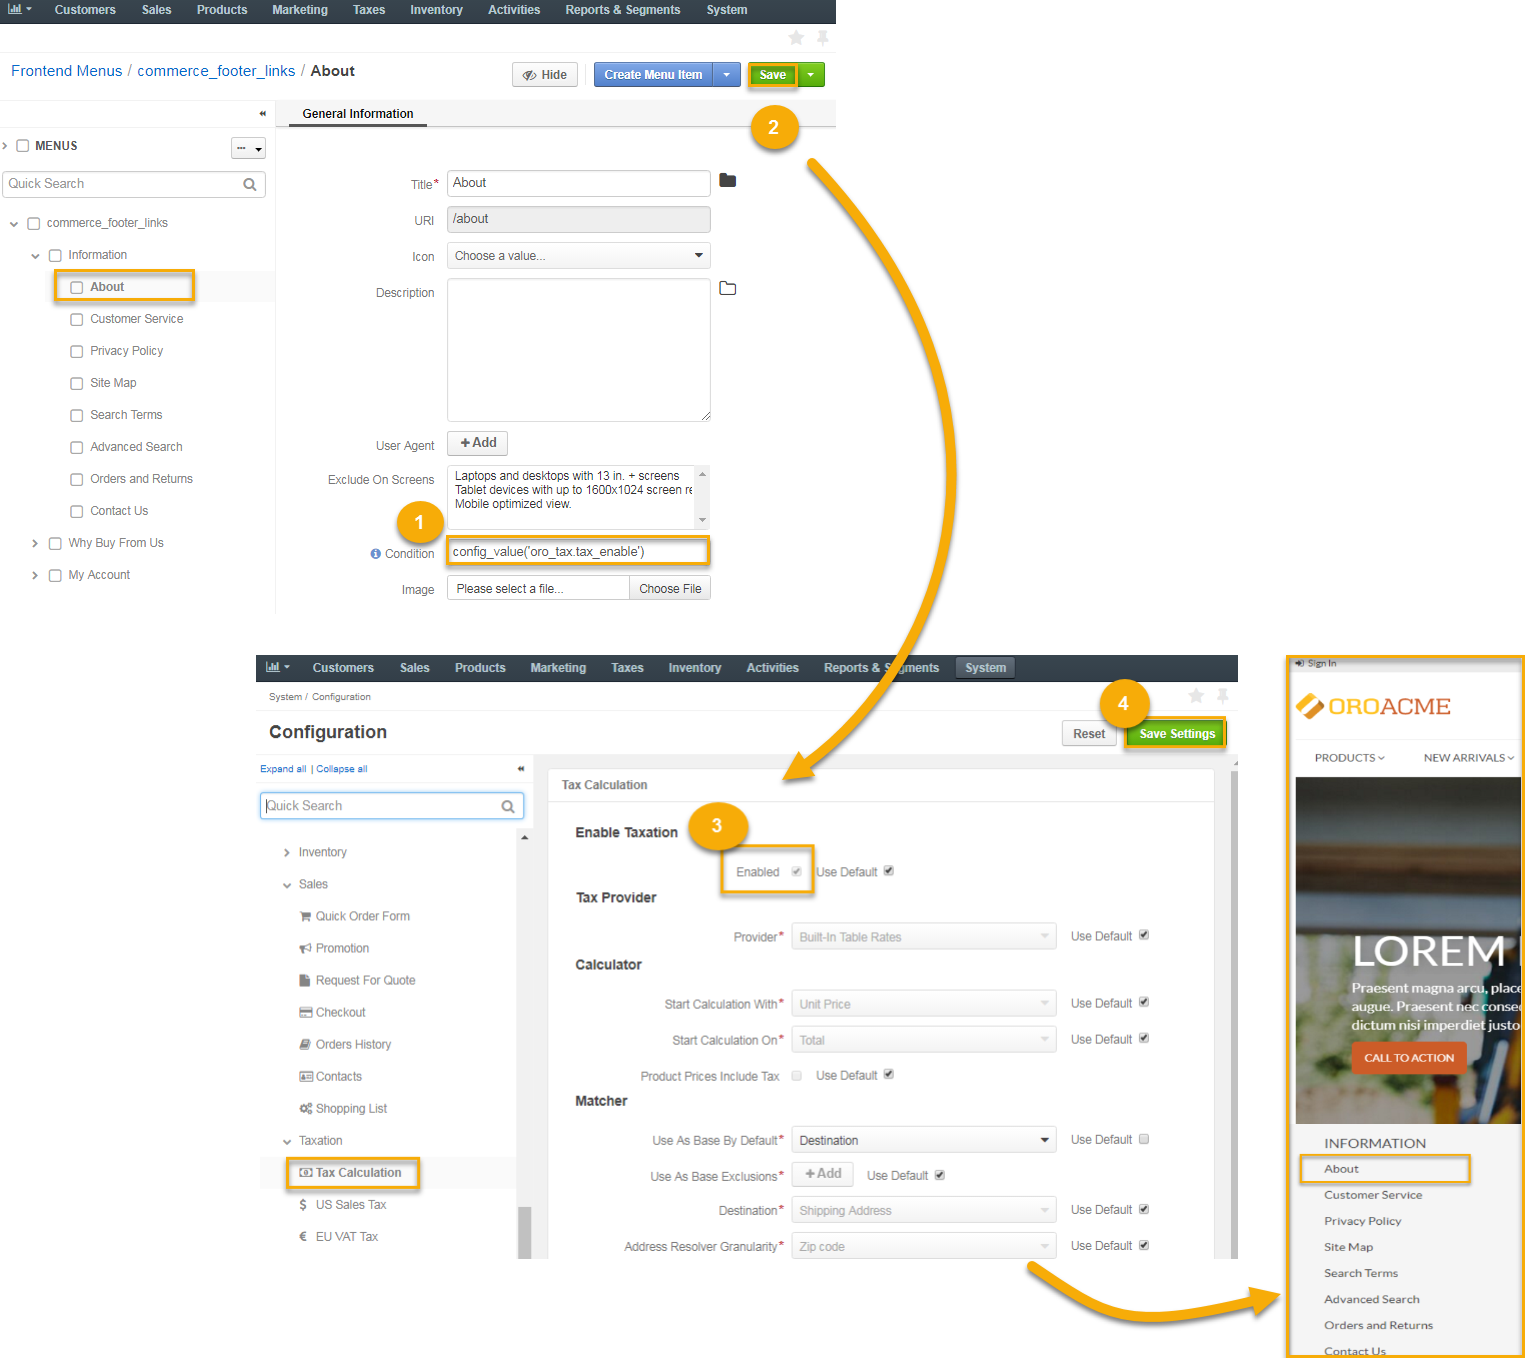 Customers Sales Products Marketing Taxes Inventory Activities Reports & Segments System
Frontend Menus / commerce_footer_links / About
Hide
Create Menu Item
Save
2
General Information
MENUS
...
Quick Search
commerce_footer_links
Information
About
Customer Service
Privacy Policy
Site Map
Search Terms
Advanced Search
Orders and Returns
Contact Us
Why Buy From Us
My Account
Title* About
URI /about
Icon Choose a value...
Description
User Agent + Add
Exclude On Screens
Laptops and desktops with 13 in. + screens
Tablet devices with up to 1600x1024 screen re
Mobile optimized view.
1
Condition config_value('oro_tax.tax_enable')
Image Please select a file... Choose File
Customers Sales Products Marketing Taxes Inventory Activities Reports & Segments System
System / Configuration
Configuration
Reset
4
Save Settings
Expand all | Collapse all
Quick Search
Inventory
Sales
Quick Order Form
Promotion
Request For Quote
Checkout
Orders History
Contacts
Shopping List
Taxation
Tax Calculation
$ US Sales Tax
€ EU VAT Tax
Tax Calculation
Enable Taxation
3
Enabled Use Default
Tax Provider
Provider* Built-In Table Rates Use Default
Calculator
Start Calculation With* Unit Price Use Default
Start Calculation On* Total Use Default
Product Prices Include Tax Use Default
Matcher
Use As Base By Default* Destination Use Default
Use As Base Exclusions* + Add Use Default
Destination* Shipping Address Use Default
Address Resolver Granularity* Zip code Use Default
Sign In
OROACME
PRODUCTS NEW ARRIVALS
LOREM
Praesent magna arcu, place
augue. Praesent nec consec
dictum nisi imperdiet justo
CALL TO ACTION
INFORMATION
About
Customer Service
Privacy Policy
Site Map
Search Terms
Advanced Search
Orders and Returns
Contact Us